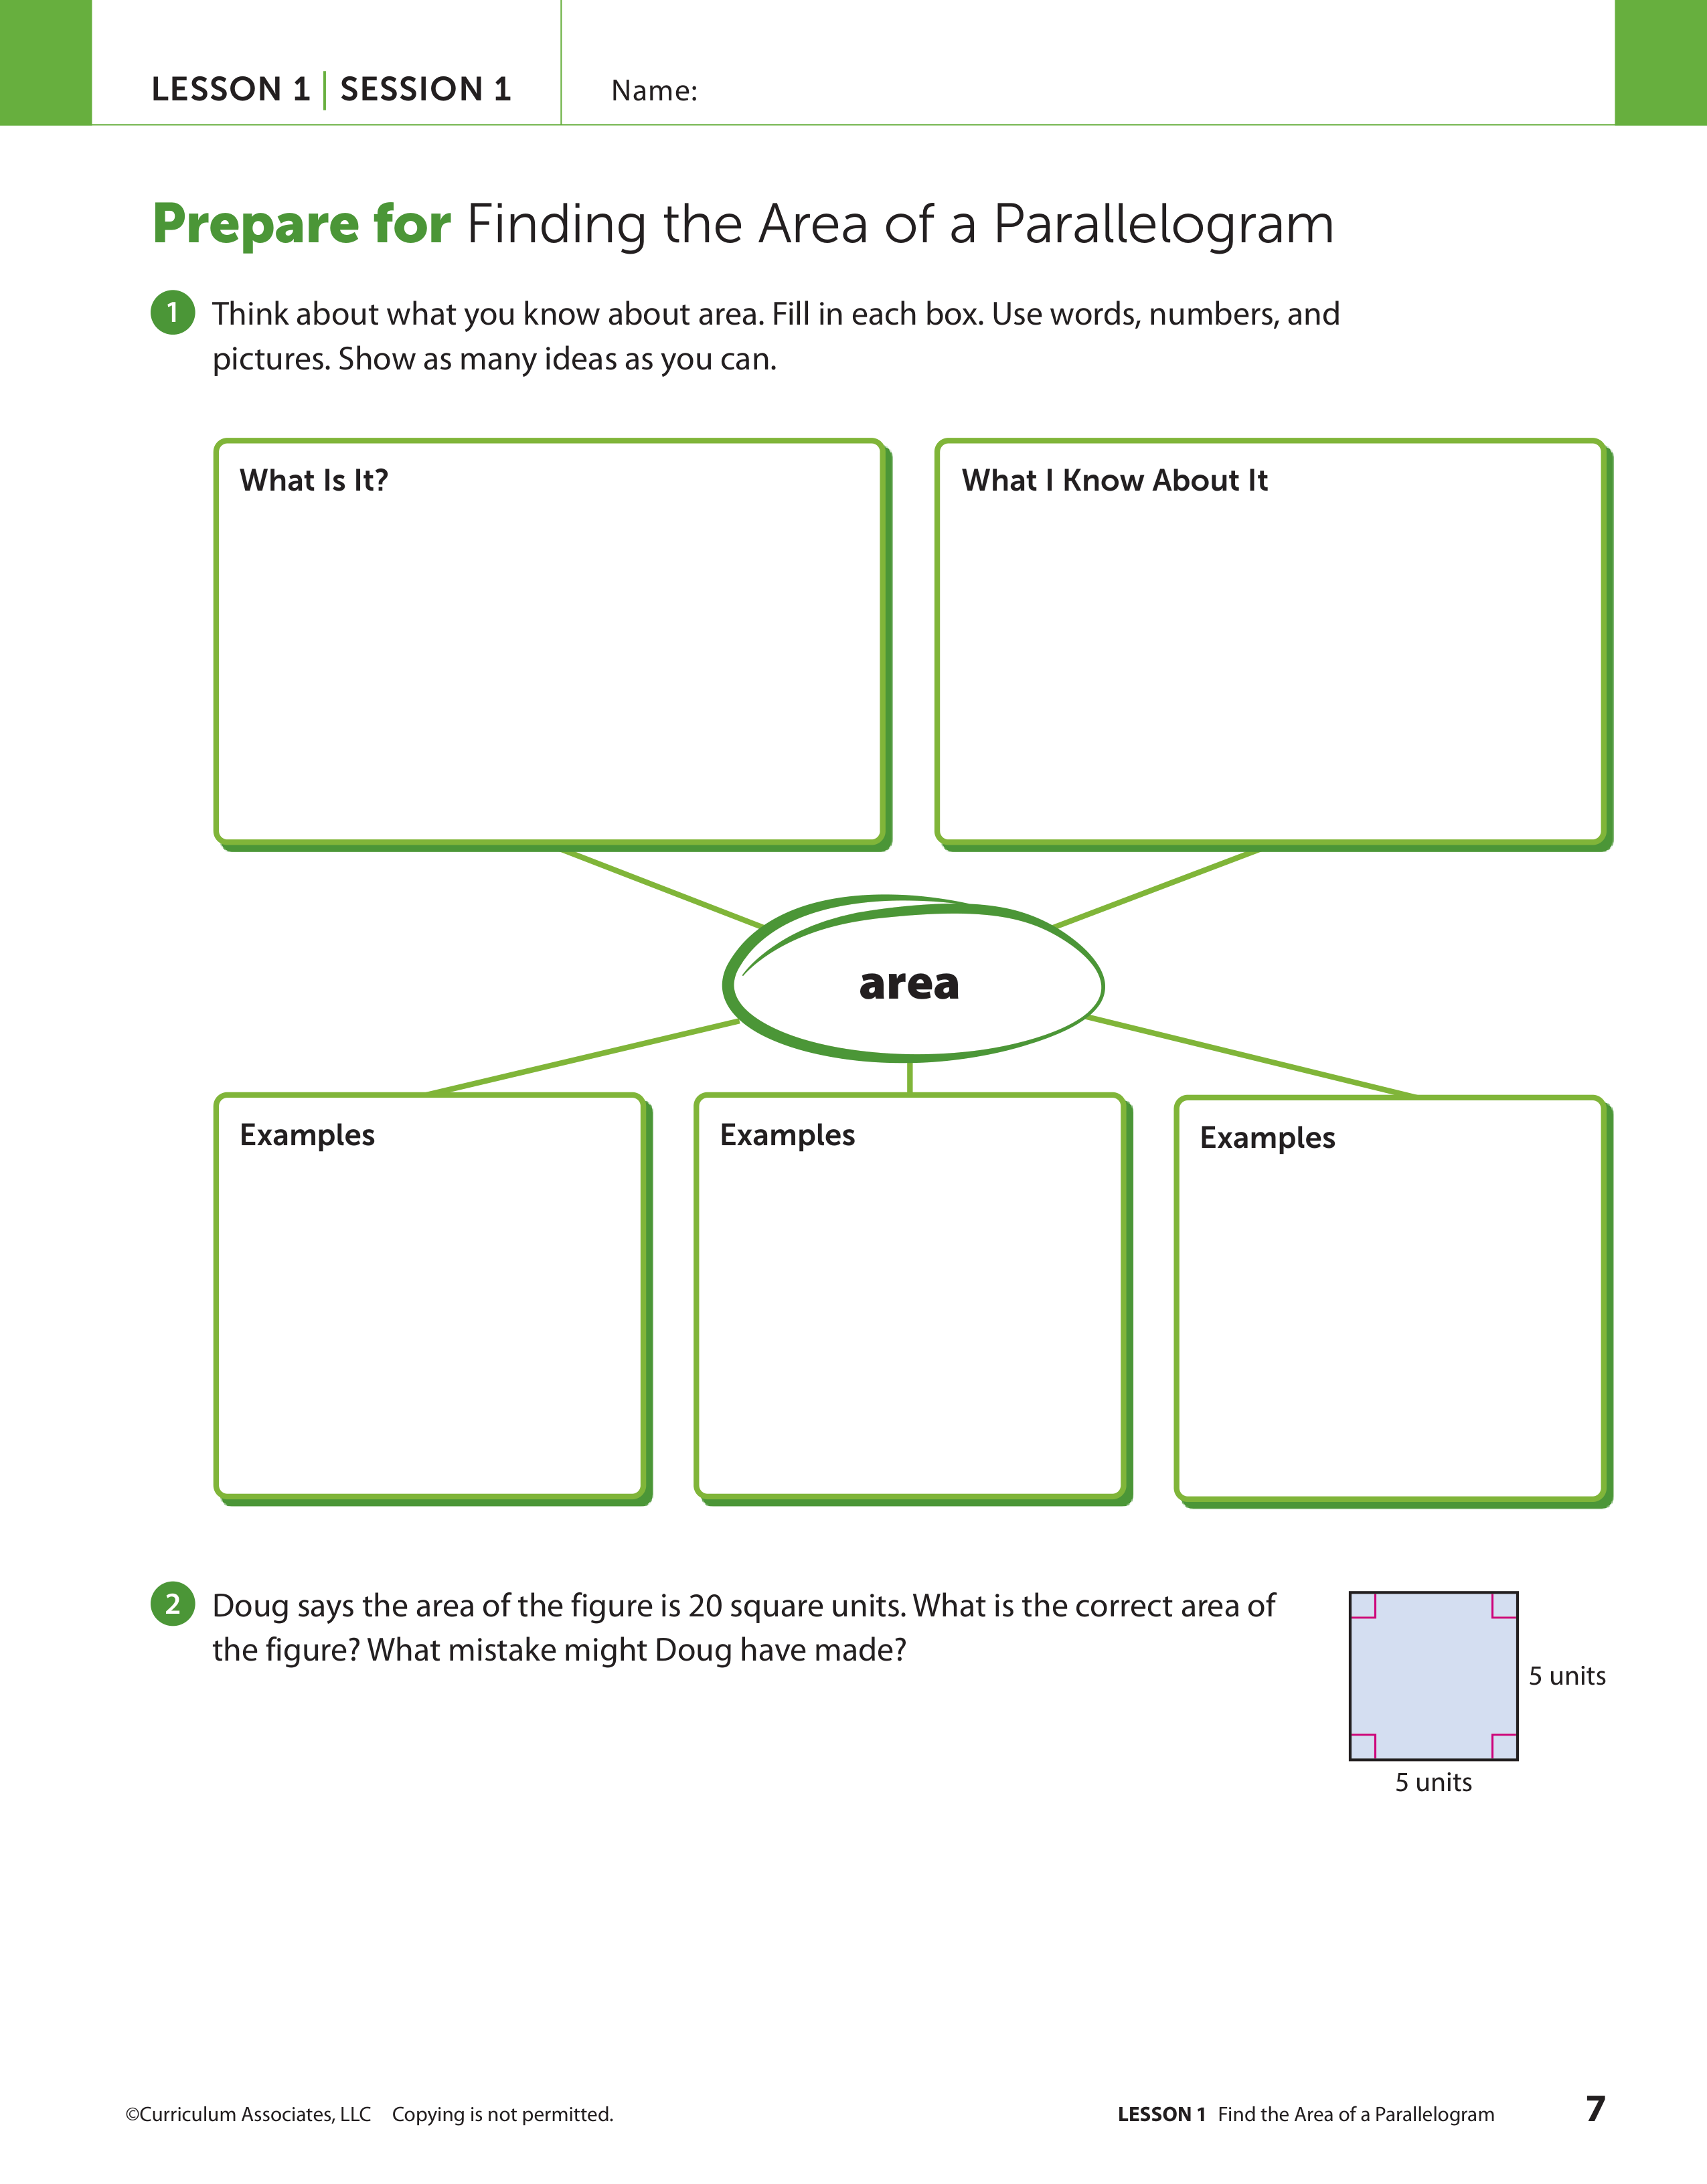 LESSON 1 | SESSION 1
Name:
Prepare for Finding the Area of a Parallelogram
1 Think about what you know about area. Fill in each box. Use words, numbers, and
pictures. Show as many ideas as you can.
What Is It?
What I Know About It
area
Examples
Examples
Examples
2 Doug says the area of the figure is 20 square units. What is the correct area of
the figure? What mistake might Doug have made?
5 units
5 units
©Curriculum Associates, LLC Copying is not permitted.
LESSON 1 Find the Area of a Parallelogram 7